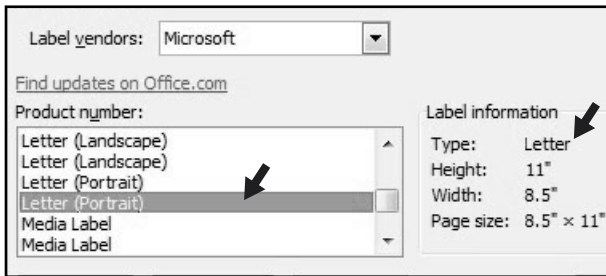 Label vendors: Microsoft
Find updates on Office.com
Product number:
Letter (Landscape)
Letter (Landscape)
Letter (Portrait)
Letter (Portrait)
Media Label
Media Label
Label information
Type: Letter
Height: 11"
Width: 8.5"
Page size: 8.5" × 11"